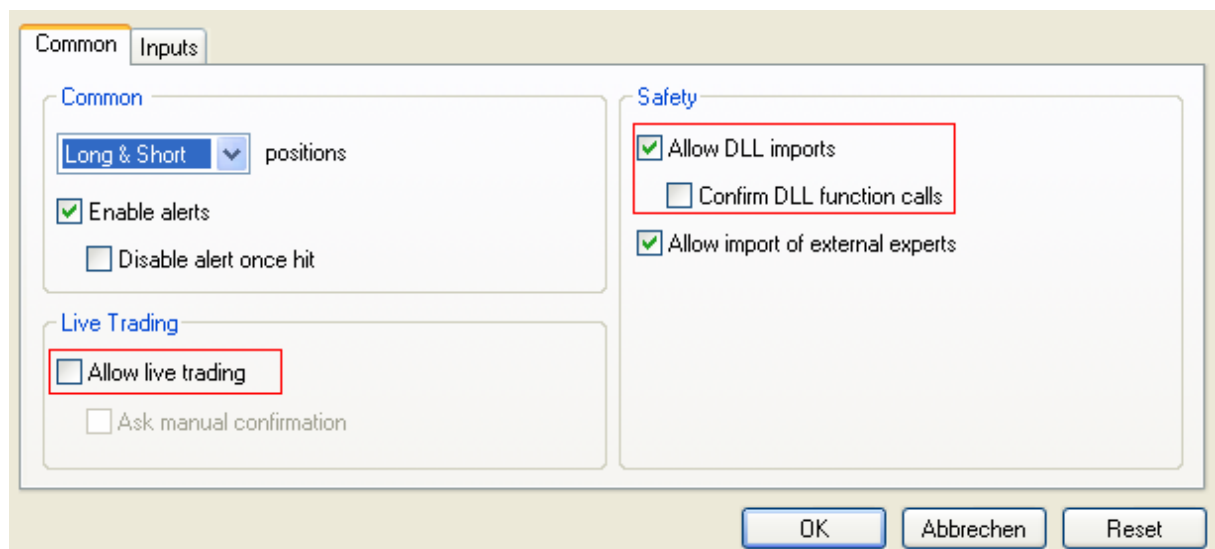 Common
Inputs
Common
Long & Short
positions
Enable alerts
Disable alert once hit
Live Trading
Allow live trading
Ask manual confirmation
Safety
Allow DLL imports
Confirm DLL function calls
Allow import of external experts
OK
Abbrechen
Reset